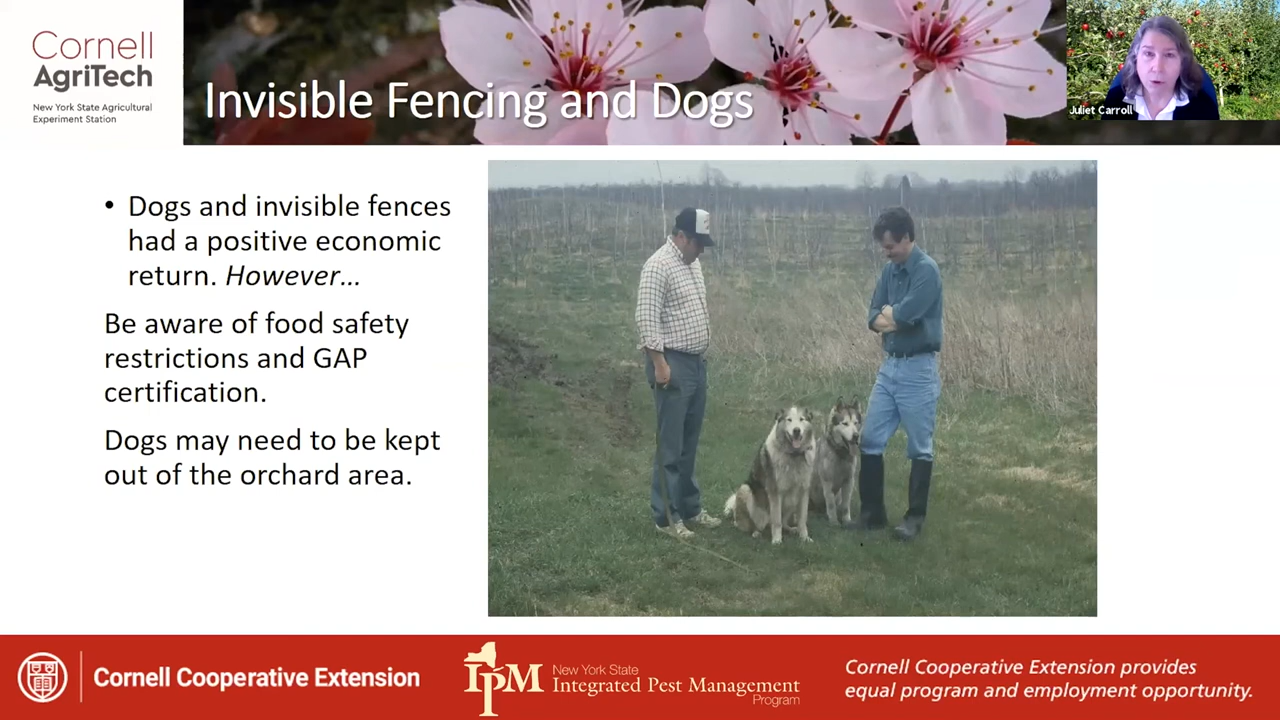 Cornell
AgriTech
New York State Agricultural
Experiment Station
Invisible Fencing and Dogs
Juliet Carroll
• Dogs and invisible fences
had a positive economic
return. However…
Be aware of food safety
restrictions and GAP
certification.
Dogs may need to be kept
out of the orchard area.
Cornell Cooperative Extension
IPM
New York State
Integrated Pest Management
Program
Cornell Cooperative Extension provides
equal program and employment opportunity.